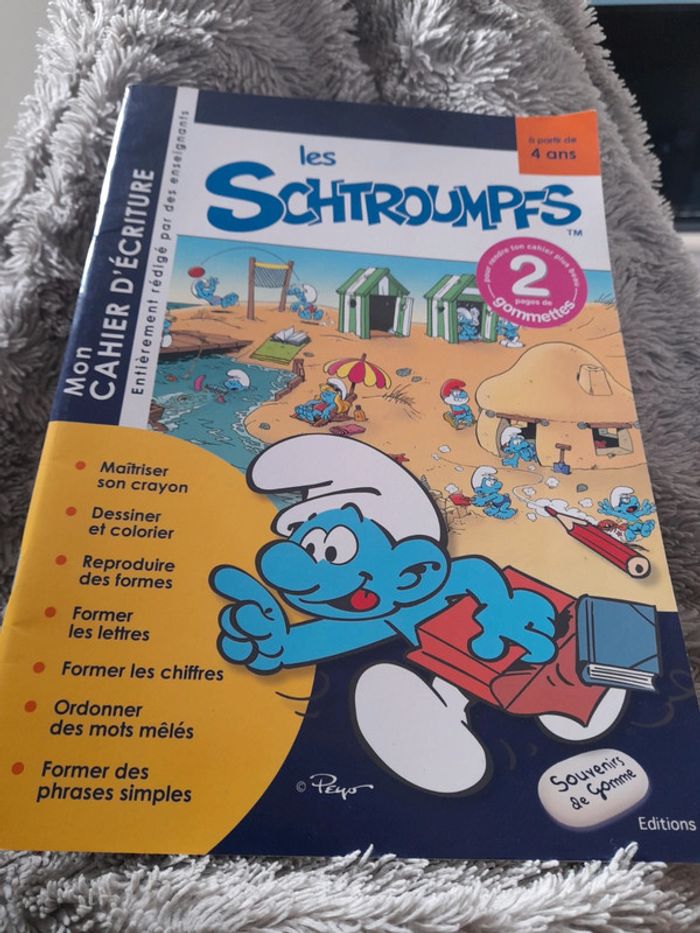 Mon
CAHIER D'ÉCRITURE
Entièrement rédigé par des enseignants
les
SCHTROUMPFS
TM
à partir de
4 ans
pour rendre ton cahier plus beau
2
pages de
gommettes
• Maîtriser
son crayon
• Dessiner
et colorier
• Reproduire
des formes
• Former
les lettres
• Former les chiffres
• Ordonner
des mots mêlés
• Former des
phrases simples
© Peyo
Souvenirs
de Gomme
Editions